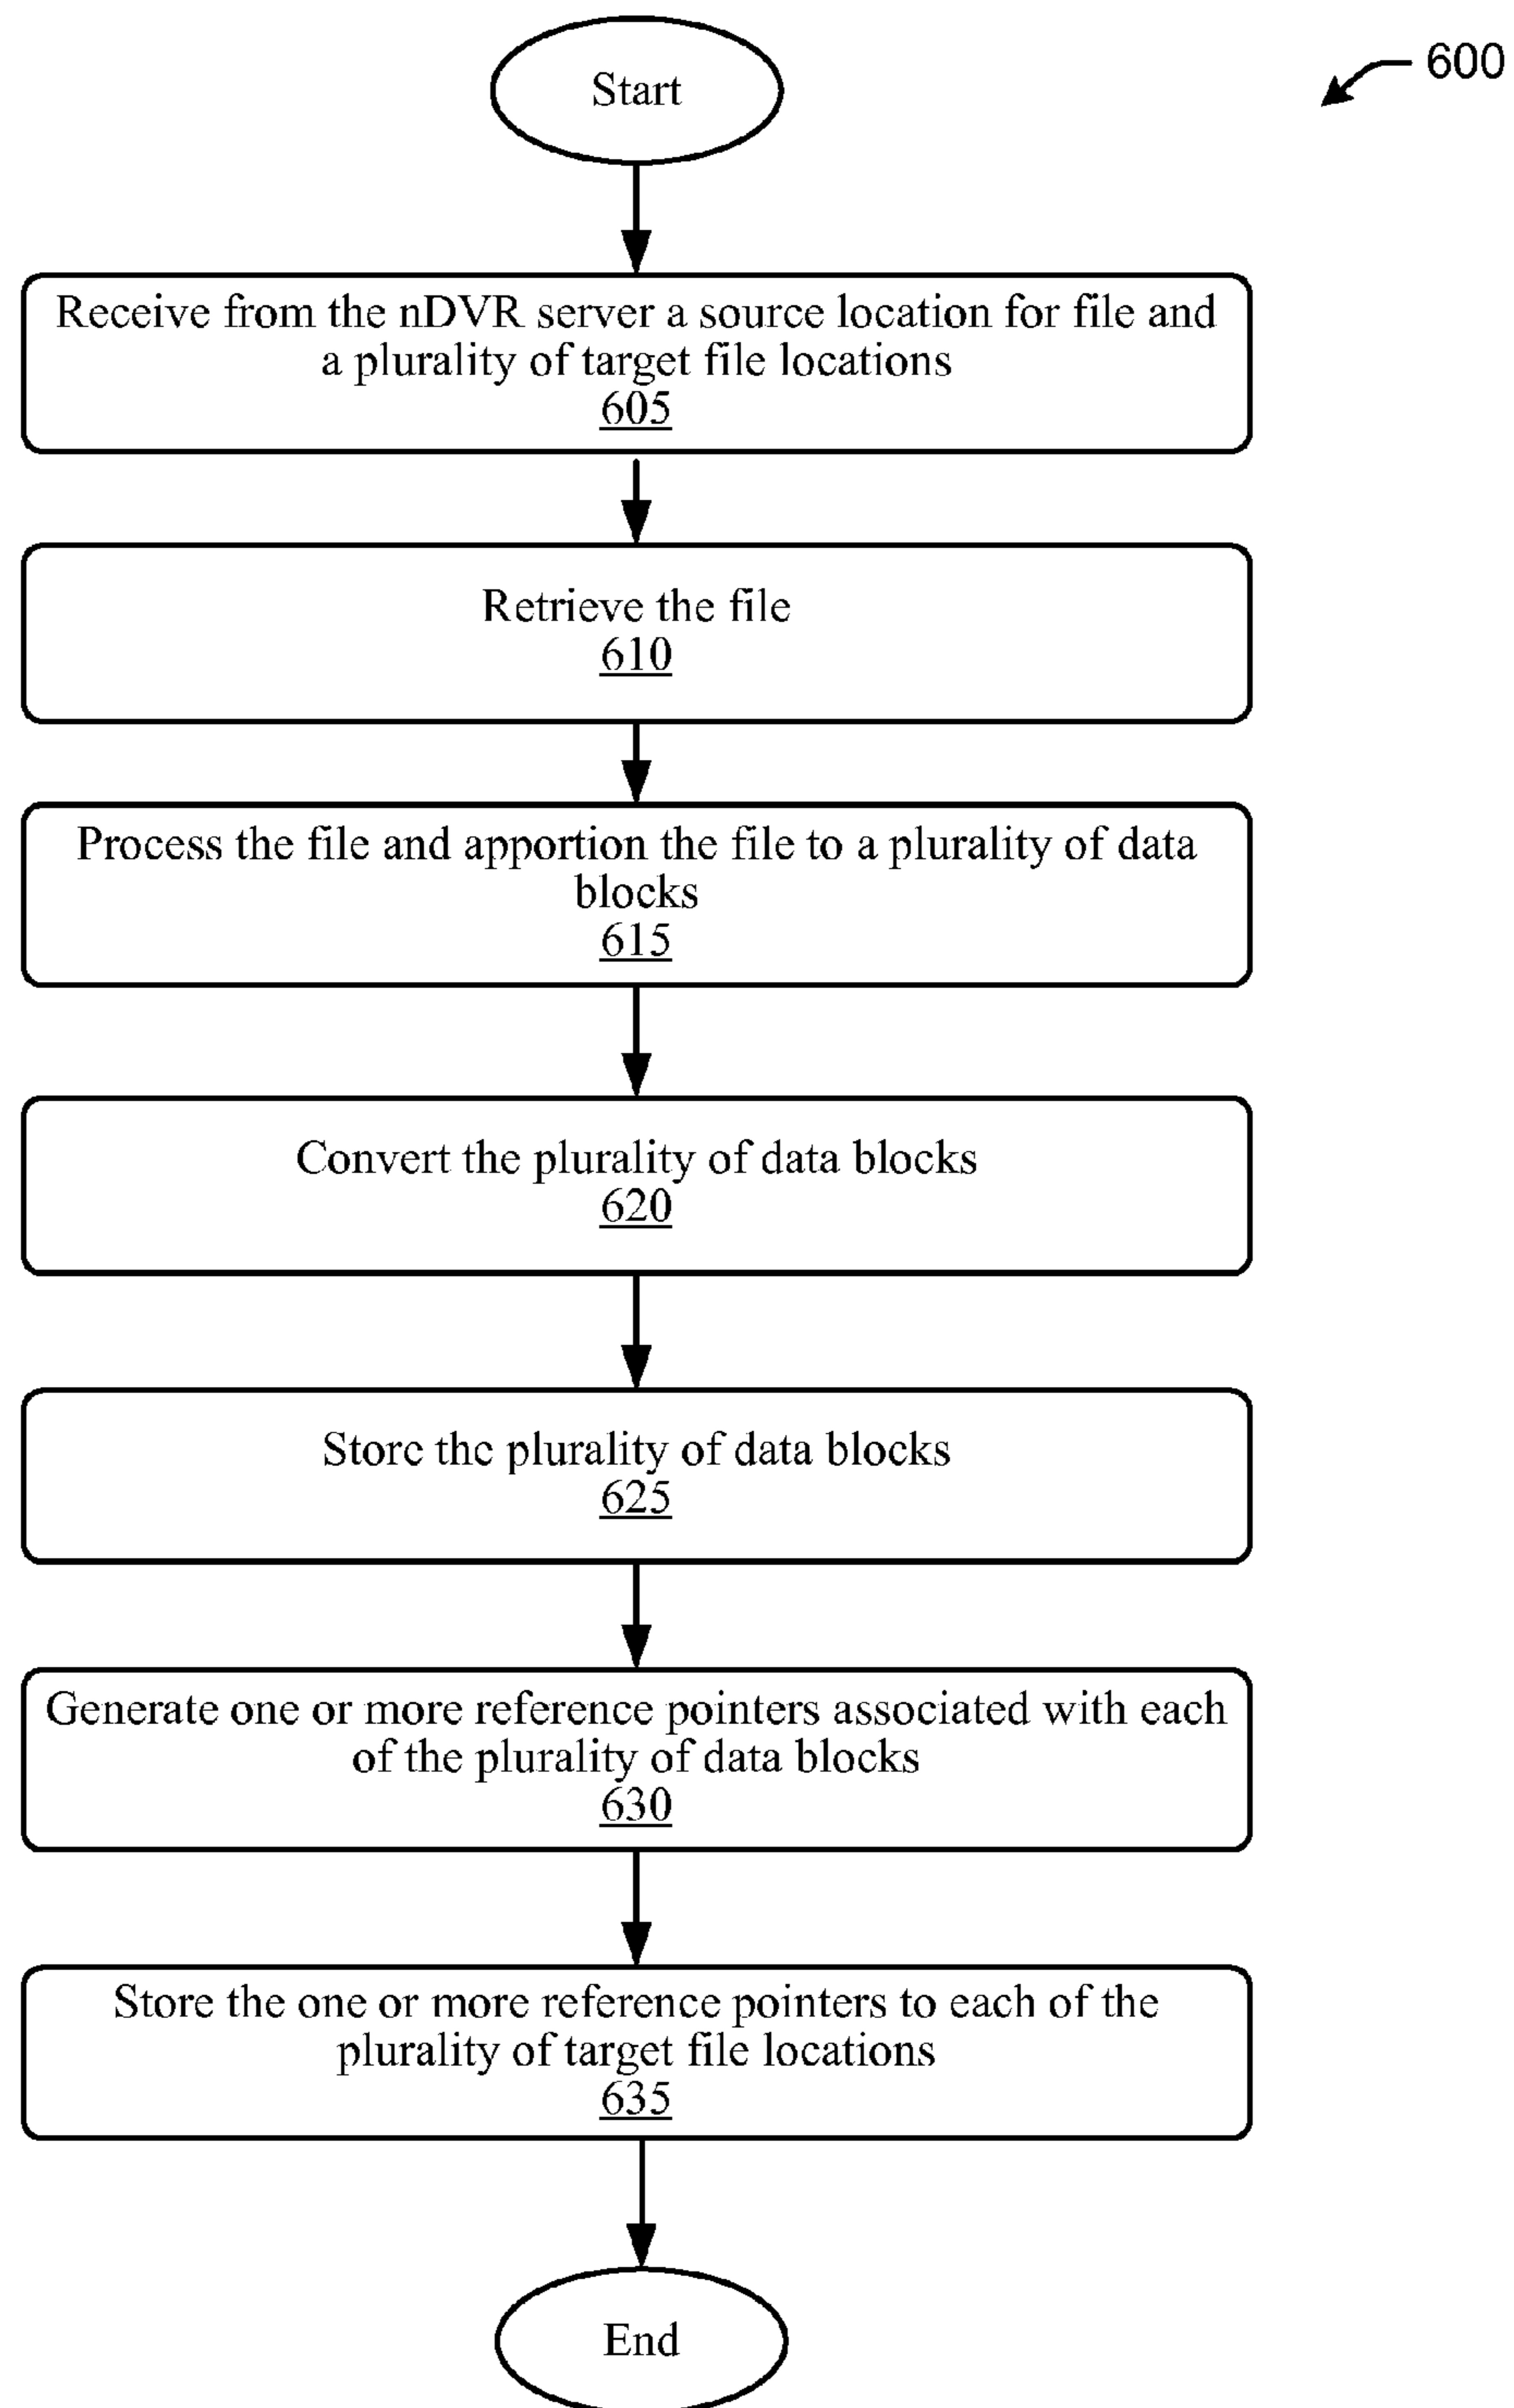 Start
600
Receive from the nDVR server a source location for file and
a plurality of target file locations
605
Retrieve the file
610
Process the file and apportion the file to a plurality of data
blocks
615
Convert the plurality of data blocks
620
Store the plurality of data blocks
625
Generate one or more reference pointers associated with each
of the plurality of data blocks
630
Store the one or more reference pointers to each of the
plurality of target file locations
635
End